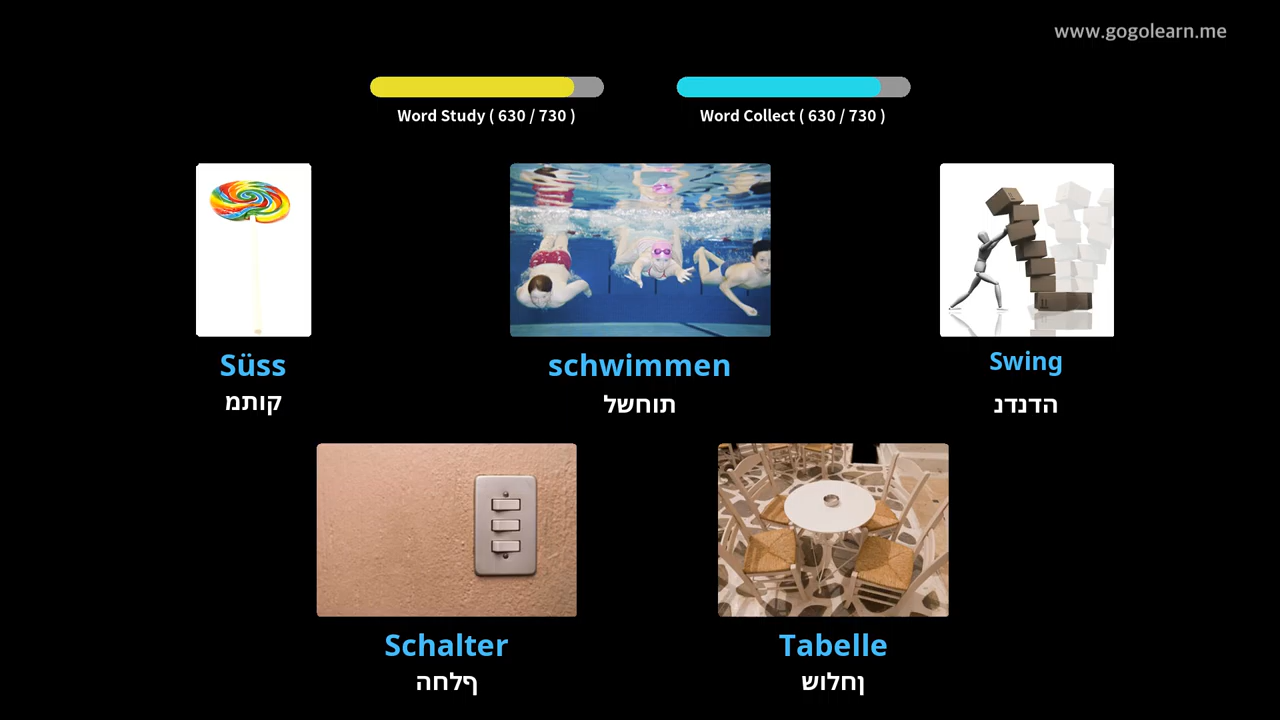 www.gogolearn.me
Word Study ( 630 / 730 )
Word Collect ( 630 / 730 )
Süss
קותמ
schwimmen
תוחשל
Swing
הדנדנ
Schalter
ףלחה
Tabelle
ןחלוש